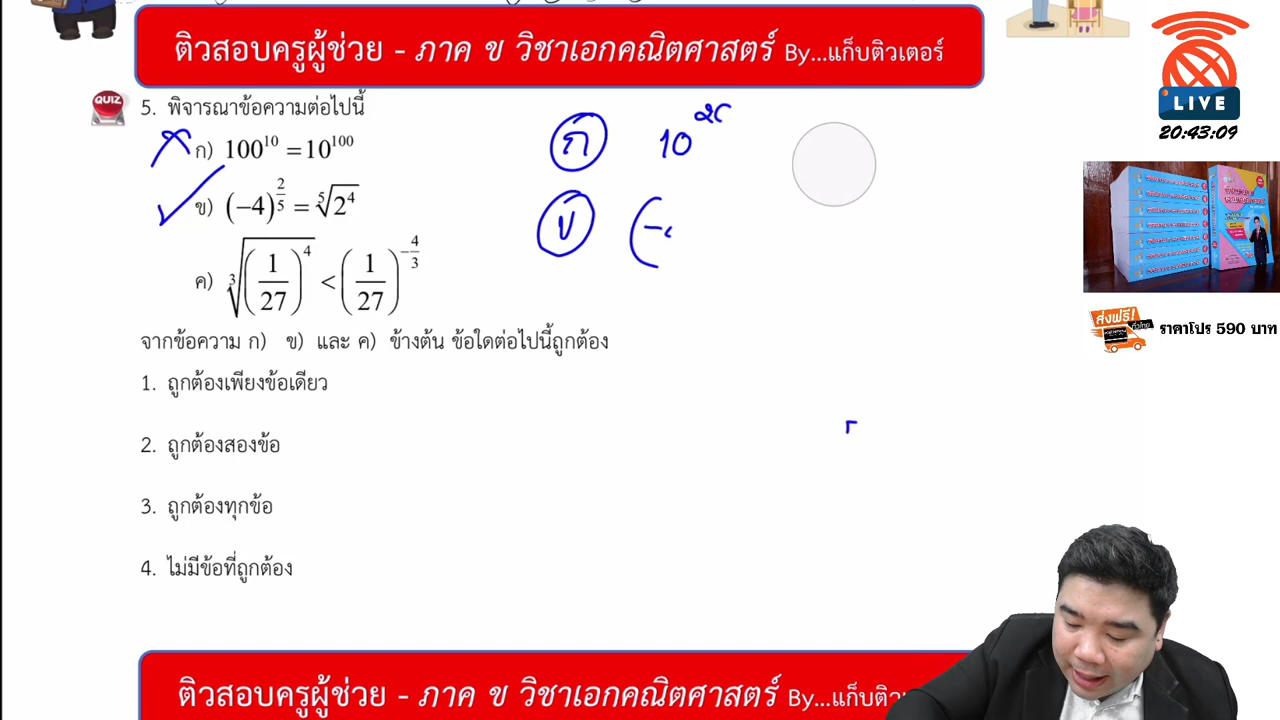 ติวสอบครูผู้ช่วย - ภาค ข วิชาเอกคณิตศาสตร์ By...แก็บติวเตอร์
LIVE
20:43:09
QUIZ
5. พิจารณาข้อความต่อไปนี้
ก) 100^10 = 10^100
ก 10
ข) (−4)^(2/5) = ⁵√(2^4)
ข (-
ค) ³√((1/27)^4) < (1/27)^(−4/3)
ส่งฟรี!
ทั่วไทย
ราคาโปร 590 บาท
จากข้อความ ก) ข) และ ค) ข้างต้น ข้อใดต่อไปนี้ถูกต้อง
1. ถูกต้องเพียงข้อเดียว
2. ถูกต้องสองข้อ
3. ถูกต้องทุกข้อ
4. ไม่มีข้อที่ถูกต้อง
ติวสอบครูผู้ช่วย - ภาค ข วิชาเอกคณิตศาสตร์ By...แก็บติว